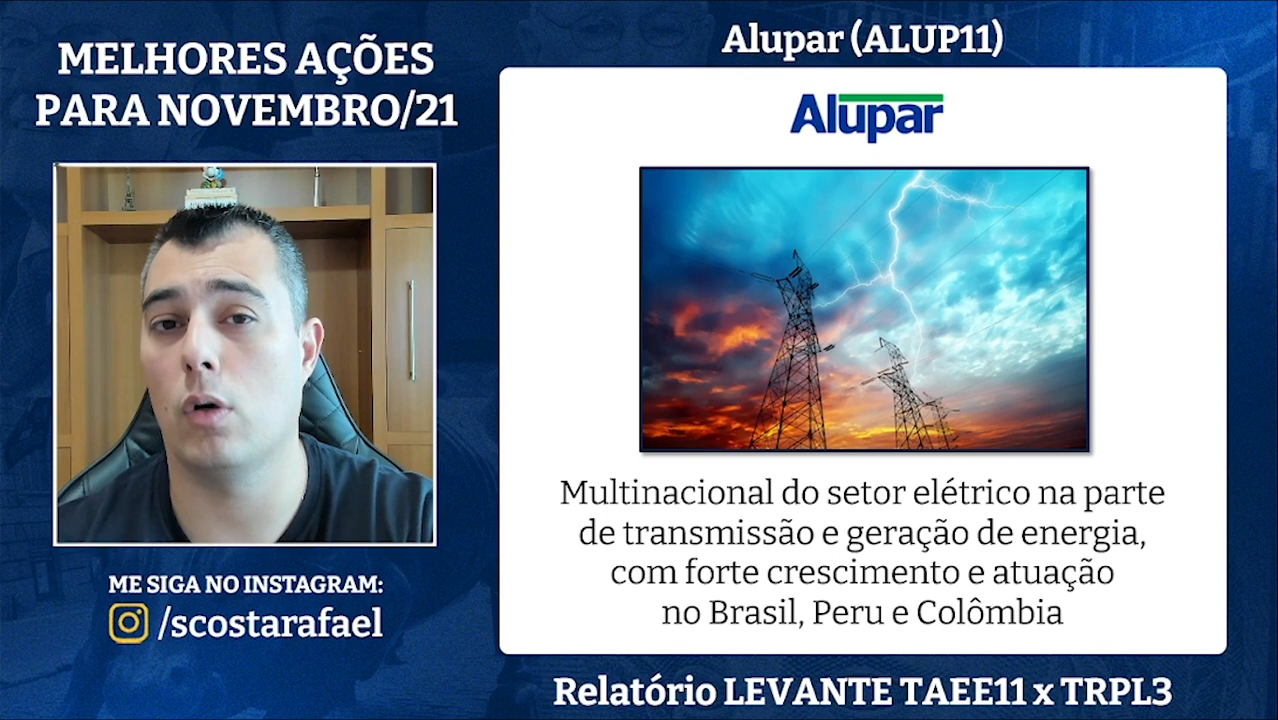 MELHORES AÇÕES
PARA NOVEMBRO/21
ME SIGA NO INSTAGRAM:
/scostarafael
Alupar (ALUP11)
Alupar
Multinacional do setor elétrico na parte
de transmissão e geração de energia,
com forte crescimento e atuação
no Brasil, Peru e Colômbia
Relatório LEVANTE TAEE11 x TRPL3